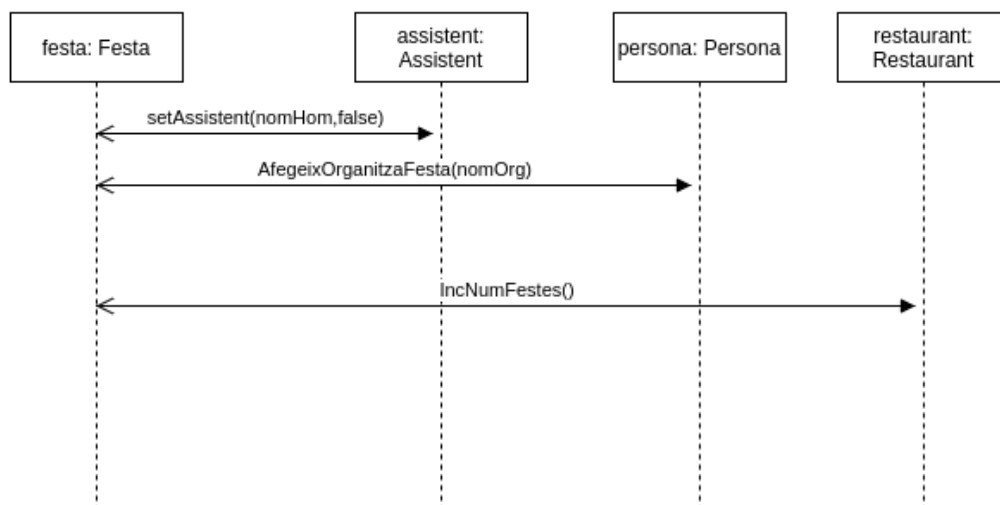 festa: Festa
assistent:
Assistent
persona: Persona
restaurant:
Restaurant
setAssistent(nomHom,false)
AfegeixOrganitzaFesta(nomOrg)
IncNumFestes()